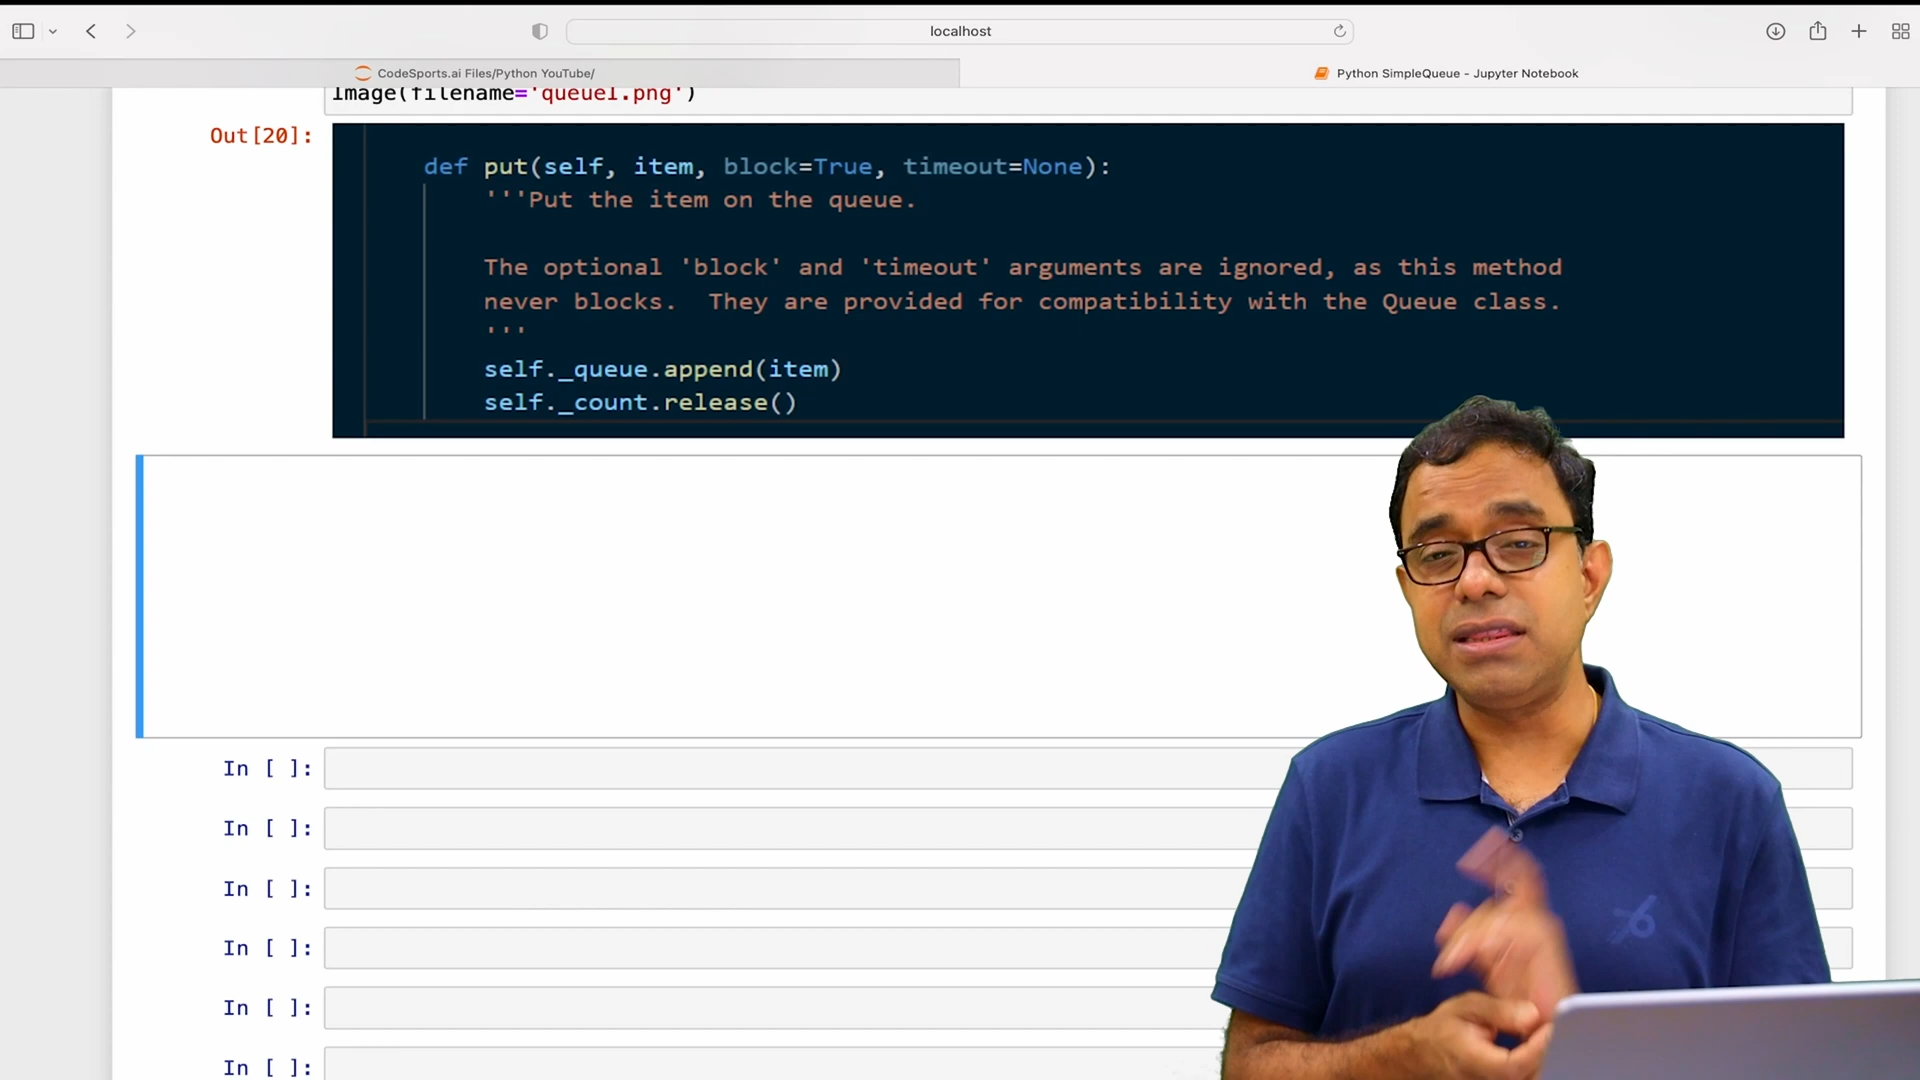 localhost
CodeSports.ai Files/Python YouTube/
Python SimpleQueue - Jupyter Notebook
Image(filename='queue1.png')
Out[20]:
def put(self, item, block=True, timeout=None):
'''Put the item on the queue.
The optional 'block' and 'timeout' arguments are ignored, as this method
never blocks.  They are provided for compatibility with the Queue class.
'''
self._queue.append(item)
self._count.release()
In [ ]:
In [ ]:
In [ ]:
In [ ]:
In [ ]:
In [ ]: